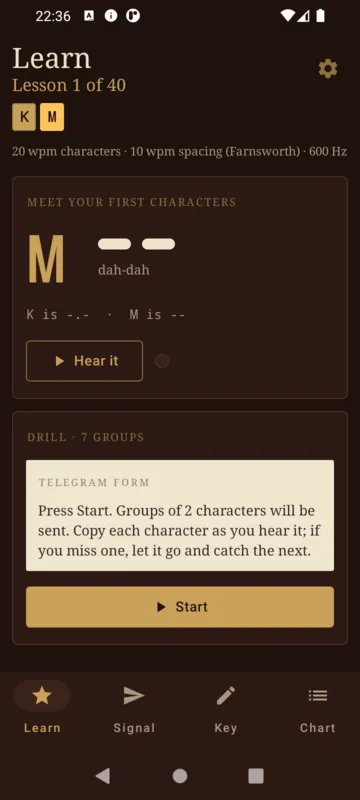 22:36
Learn
Lesson 1 of 40
K M
20 wpm characters · 10 wpm spacing (Farnsworth) · 600 Hz
MEET YOUR FIRST CHARACTERS
M
dah-dah
K is -.- · M is --
Hear it
DRILL · 7 GROUPS
TELEGRAM FORM
Press Start. Groups of 2 characters will be
sent. Copy each character as you hear it; if
you miss one, let it go and catch the next.
Start
Learn Signal Key Chart